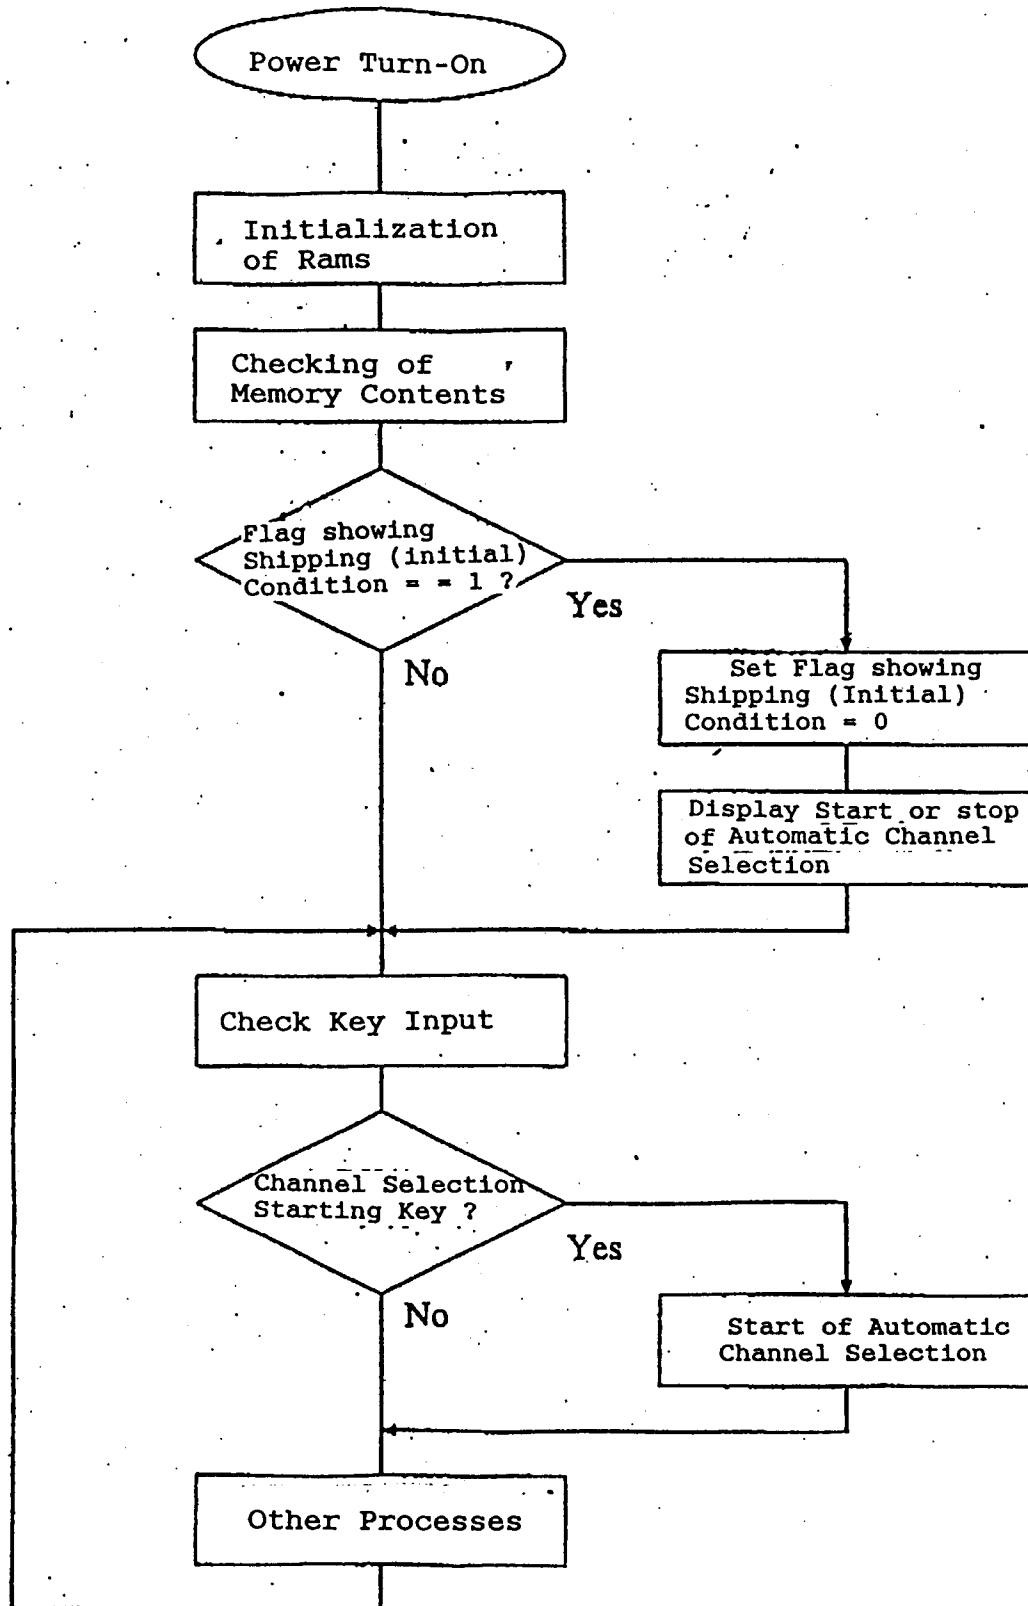 Power Turn-On
Initialization
of Rams
Checking of
Memory Contents
Flag showing
Shipping (initial)
Condition = = 1 ?
Yes
No
Set Flag showing
Shipping (Initial)
Condition = 0
Display Start or stop
of Automatic Channel
Selection
Check Key Input
Channel Selection
Starting Key ?
Yes
No
Start of Automatic
Channel Selection
Other Processes